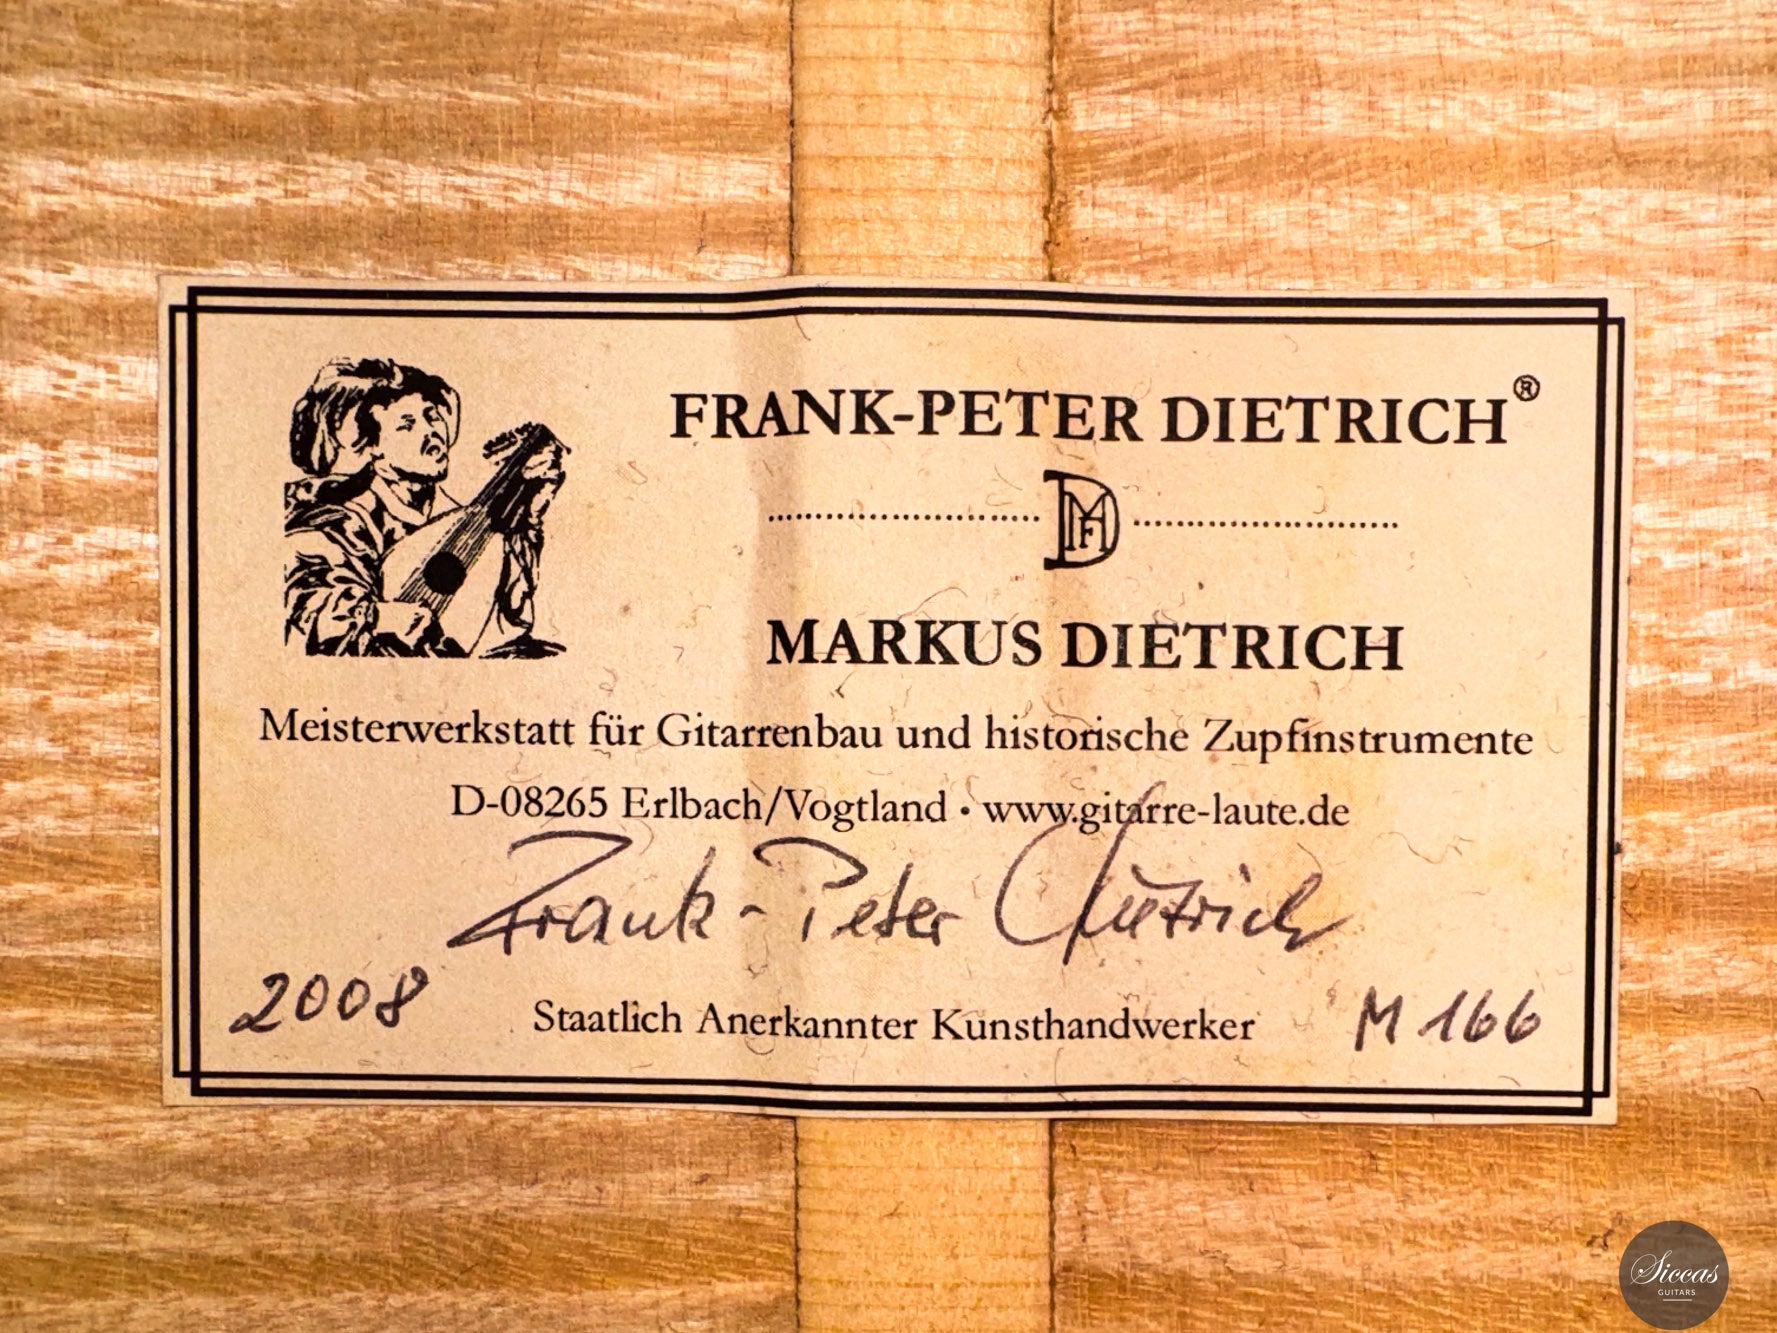 FRANK-PETER DIETRICH®
DMF
MARKUS DIETRICH
Meisterwerkstatt für Gitarrenbau und historische Zupfinstrumente
D-08265 Erlbach/Vogtland • www.gitarre-laute.de
Frank-Peter Dietrich
2008 Staatlich Anerkannter Kunsthandwerker M 166
Siccas
GUITARS